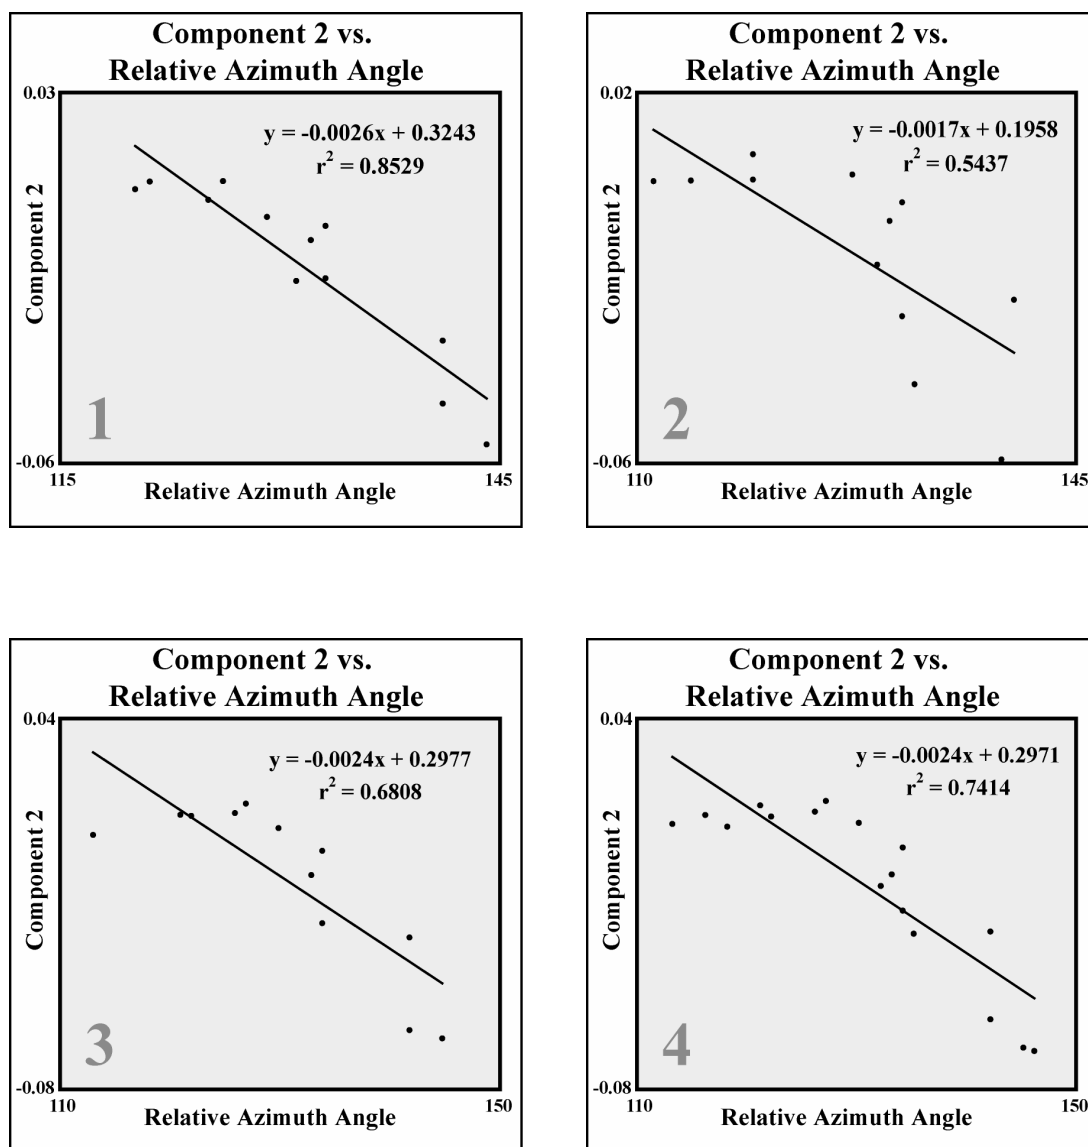 Component 2 vs.
Relative Azimuth Angle
0.03
y = -0.0026x + 0.3243
r2 = 0.8529
Component 2
1
-0.06
115
145
Relative Azimuth Angle
Component 2 vs.
Relative Azimuth Angle
0.02
y = -0.0017x + 0.1958
r2 = 0.5437
Component 2
2
-0.06
110
145
Relative Azimuth Angle
Component 2 vs.
Relative Azimuth Angle
0.04
y = -0.0024x + 0.2977
r2 = 0.6808
Component 2
3
-0.08
110
150
Relative Azimuth Angle
Component 2 vs.
Relative Azimuth Angle
0.04
y = -0.0024x + 0.2971
r2 = 0.7414
Component 2
4
-0.08
110
150
Relative Azimuth Angle